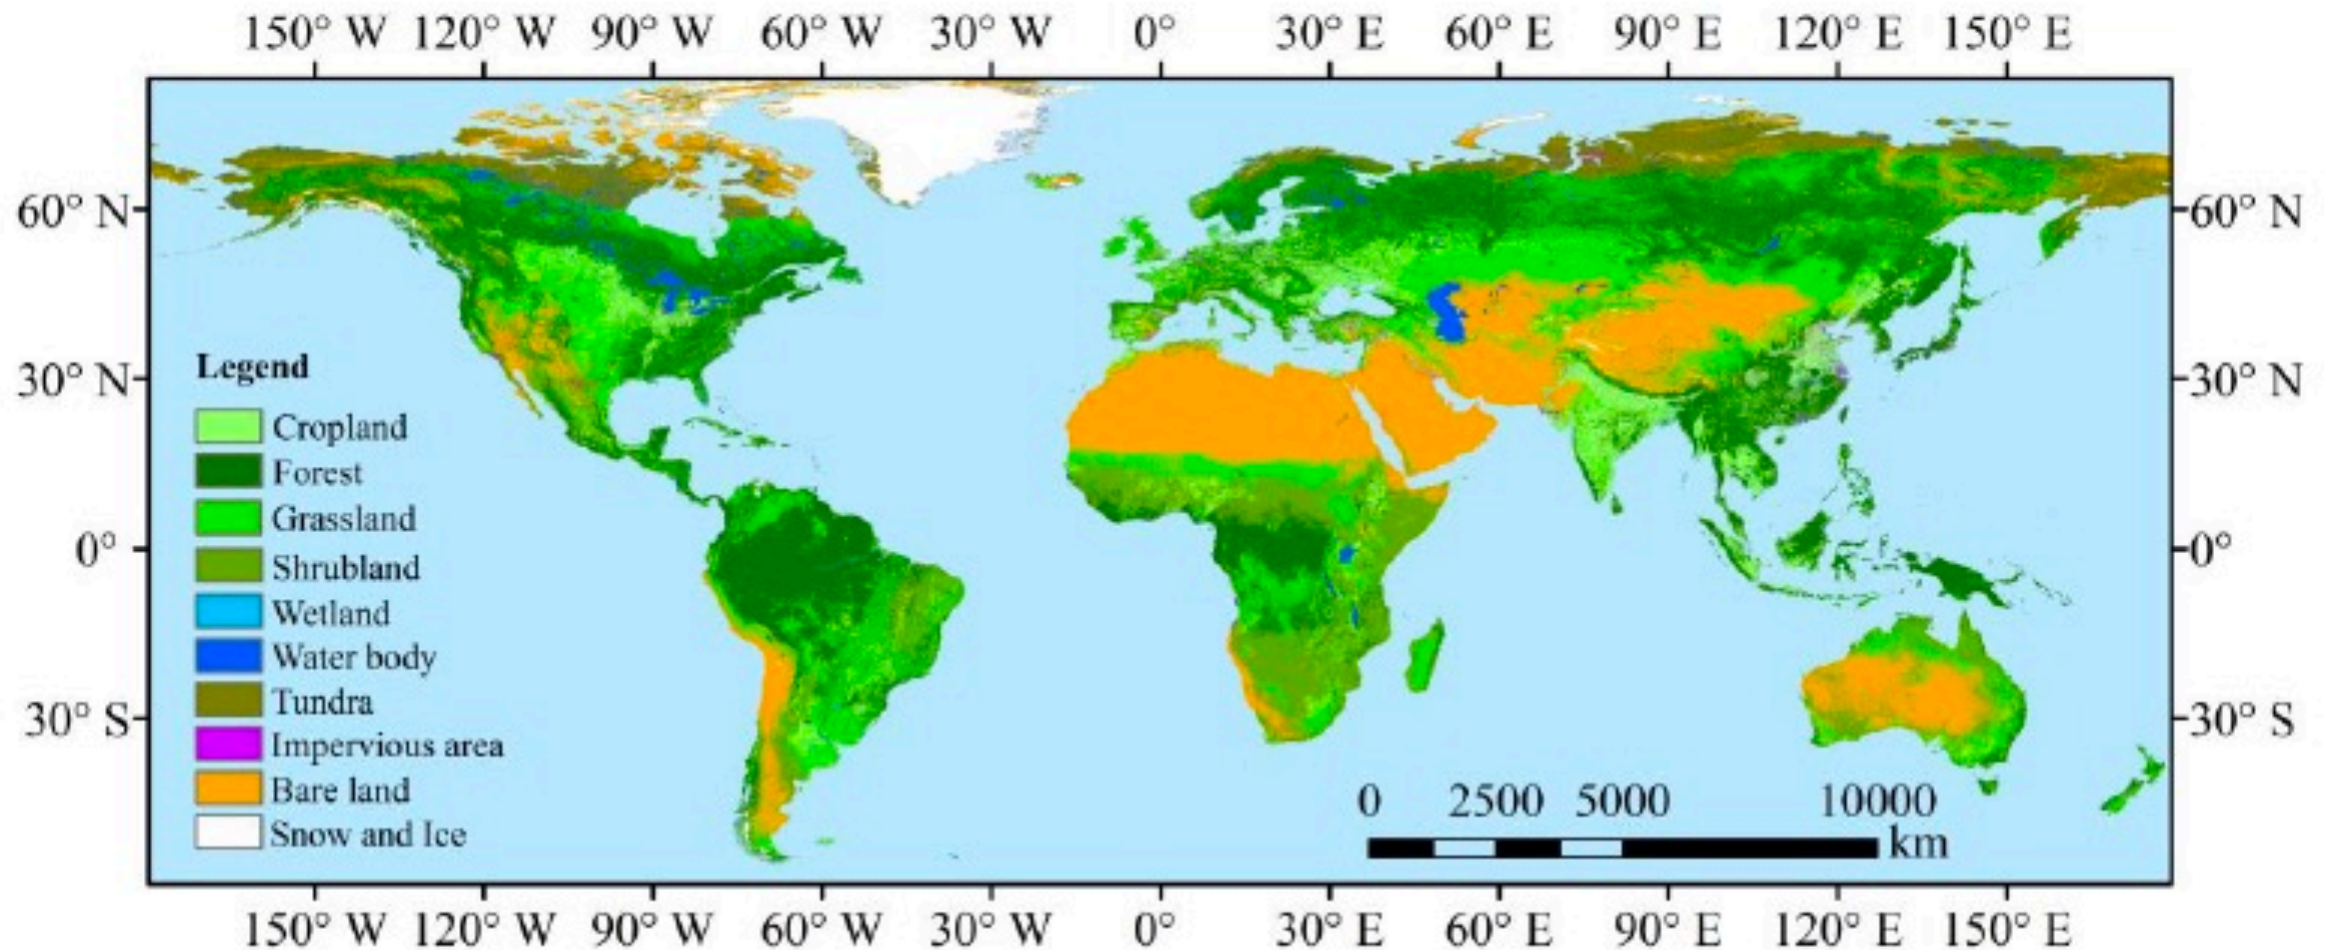 150° W 120° W 90° W 60° W 30° W 0° 30° E 60° E 90° E 120° E 150° E
60° N 60° N
30° N 30° N
0° 0°
30° S 30° S
Legend
Cropland
Forest
Grassland
Shrubland
Wetland
Water body
Tundra
Impervious area
Bare land
Snow and Ice
0 2500 5000 10000
km
150° W 120° W 90° W 60° W 30° W 0° 30° E 60° E 90° E 120° E 150° E